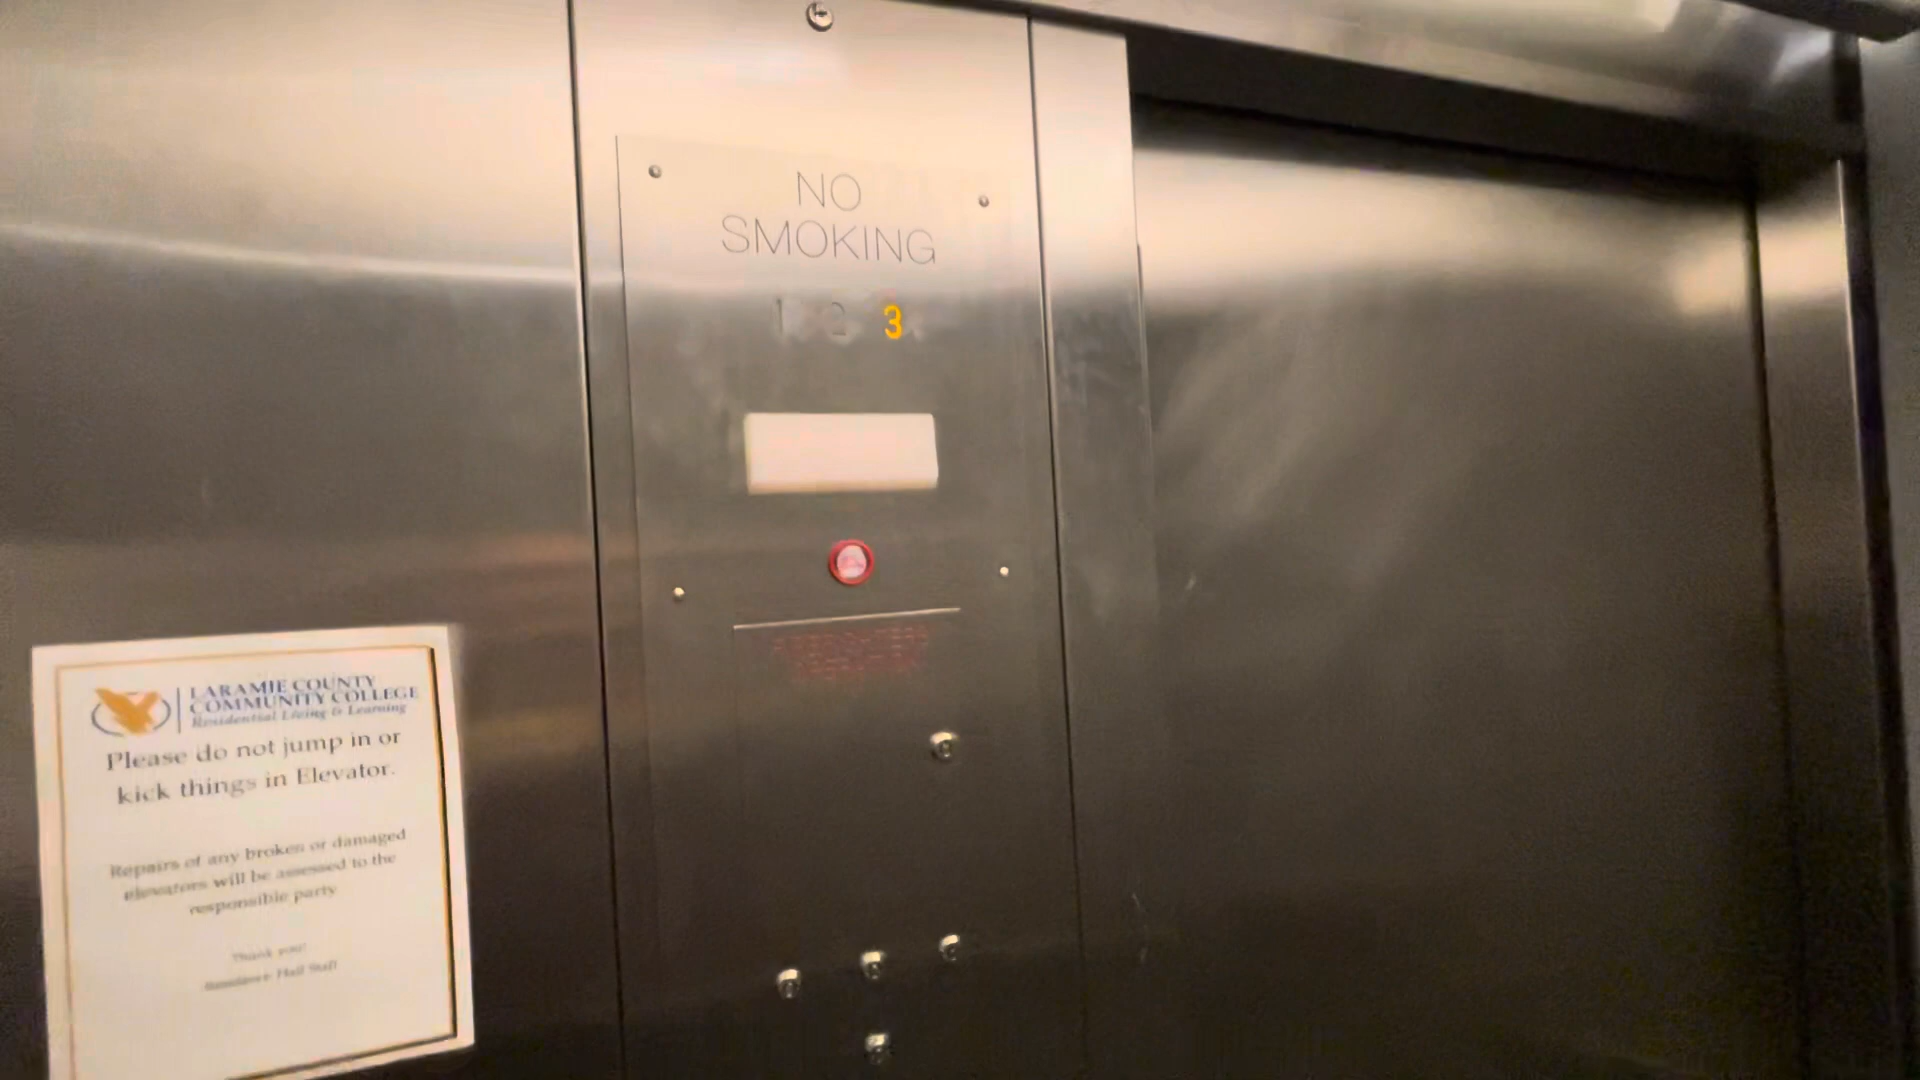 NO
SMOKING
1 2 3
LARAMIE COUNTY
COMMUNITY COLLEGE
Residential Living & Learning
Please do not jump in or
kick things in Elevator.
Repairs of any broken or damaged
elevators will be assessed to the
responsible party
Thank you!
Residence Hall Staff